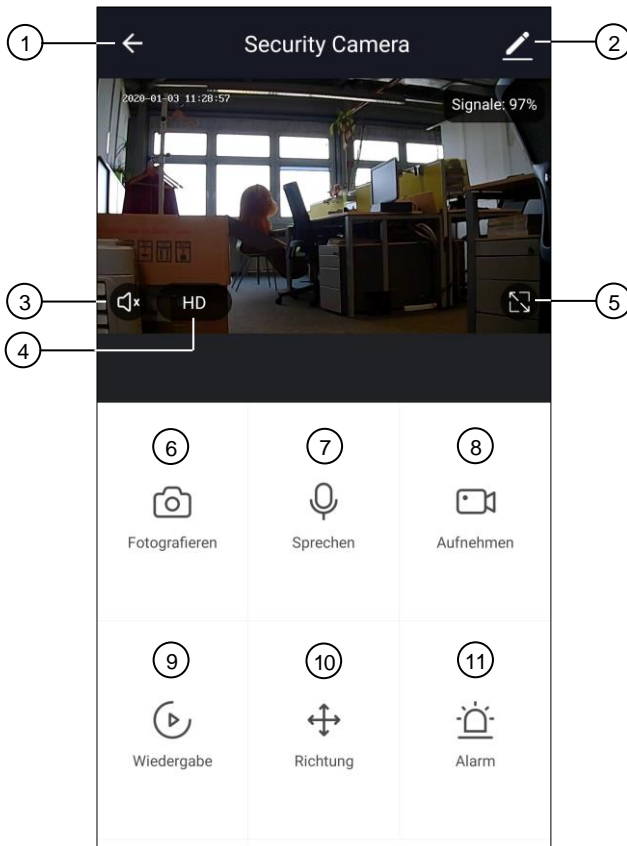 1
Security Camera
2
2020-01-03 11:28:57
Signale: 97%
3
HD
5
4
6
7
8
Fotografieren
Sprechen
Aufnehmen
9
10
11
Wiedergabe
Richtung
Alarm